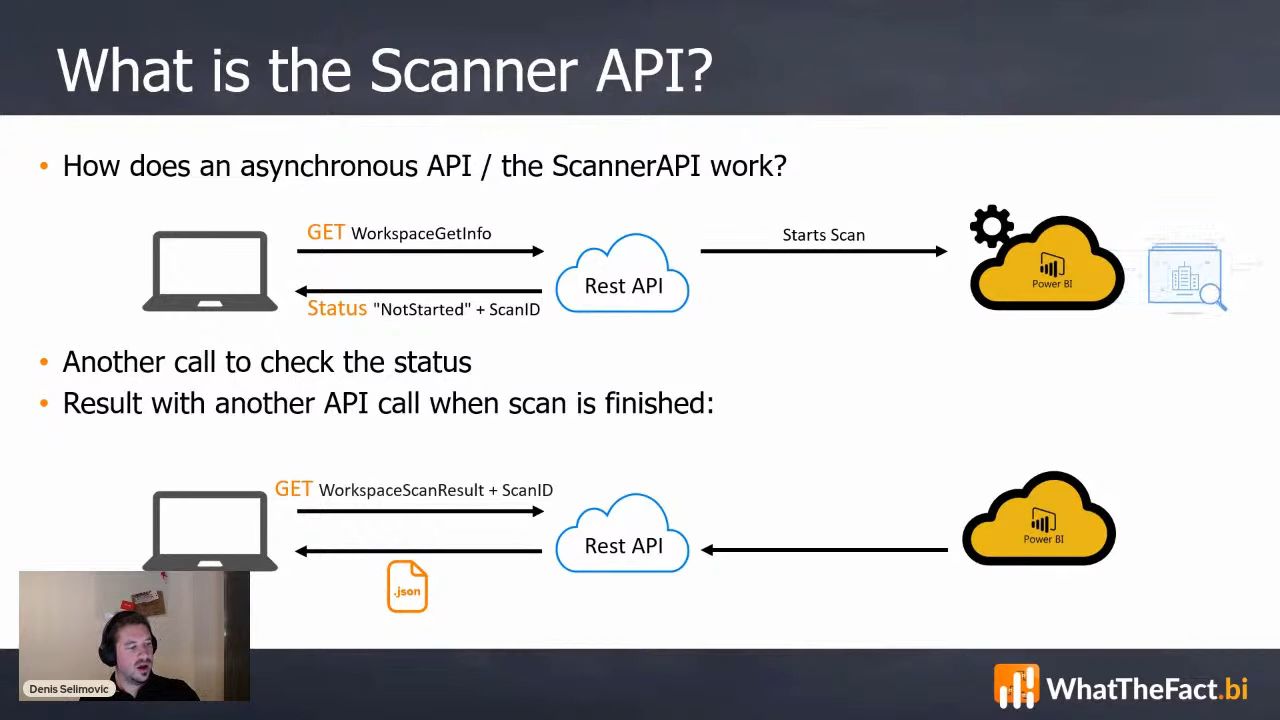 What is the Scanner API?
• How does an asynchronous API / the ScannerAPI work?
GET WorkspaceGetInfo
Starts Scan
Rest API
Power BI
Status "NotStarted" + ScanID
• Another call to check the status
• Result with another API call when scan is finished:
GET WorkspaceScanResult + ScanID
Rest API
Power BI
.json
Denis Selimovic
WhatTheFact.bi